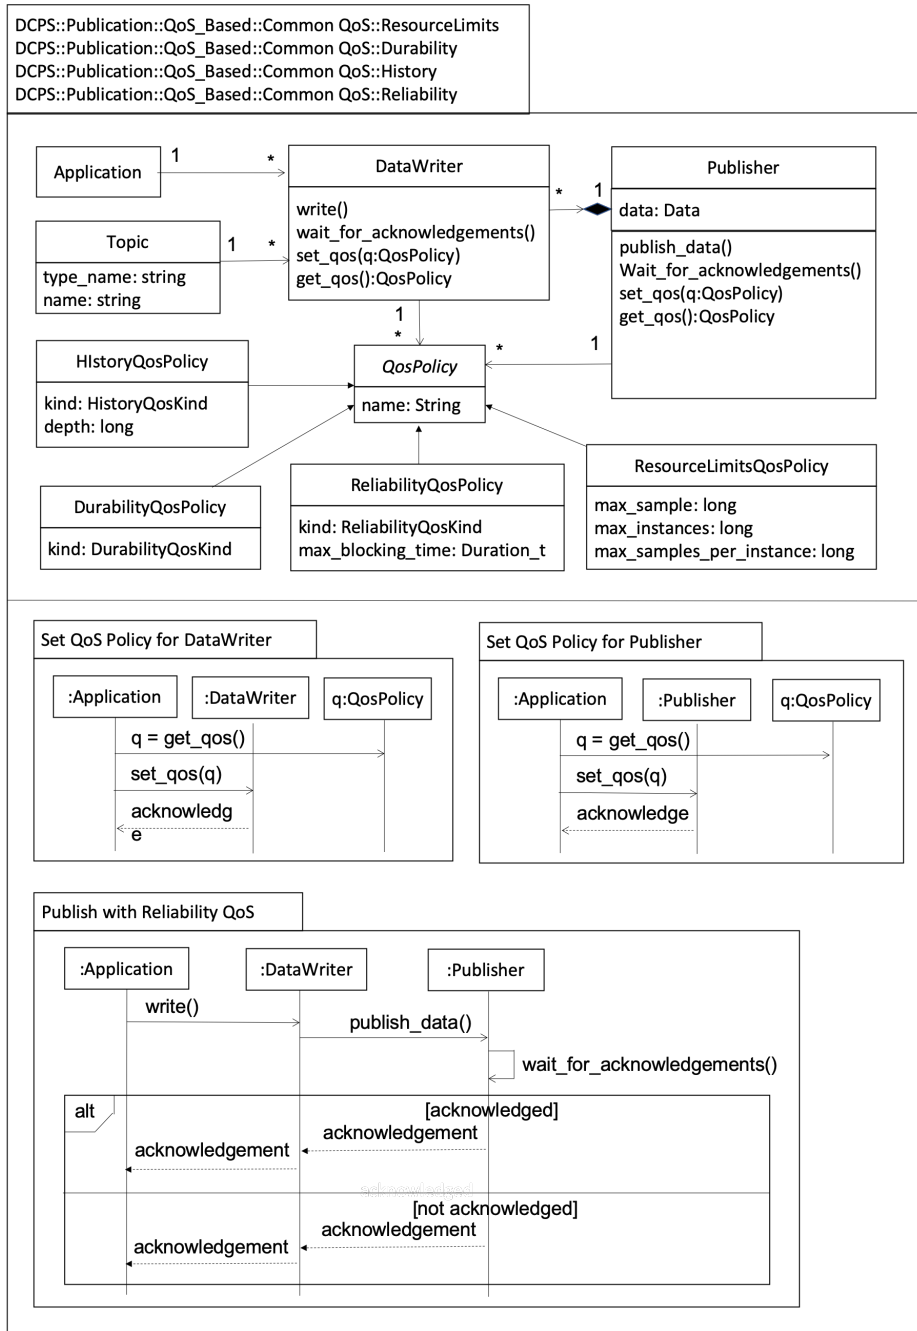 DCPS::Publication::QoS_Based::Common QoS::ResourceLimits
DCPS::Publication::QoS_Based::Common QoS::Durability
DCPS::Publication::QoS_Based::Common QoS::History
DCPS::Publication::QoS_Based::Common QoS::Reliability
Application
1
*
DataWriter
write()
wait_for_acknowledgements()
set_qos(q:QosPolicy)
get_qos():QosPolicy
*
1
Publisher
data: Data
publish_data()
Wait_for_acknowledgements()
set_qos(q:QosPolicy)
get_qos():QosPolicy
Topic
type_name: string
name: string
1
*
1
*
*
1
QosPolicy
name: String
HIstoryQosPolicy
kind: HistoryQosKind
depth: long
DurabilityQosPolicy
kind: DurabilityQosKind
ReliabilityQosPolicy
kind: ReliabilityQosKind
max_blocking_time: Duration_t
ResourceLimitsQosPolicy
max_sample: long
max_instances: long
max_samples_per_instance: long
Set QoS Policy for DataWriter
:Application
:DataWriter
q:QosPolicy
q = get_qos()
set_qos(q)
acknowledg
e
Set QoS Policy for Publisher
:Application
:Publisher
q:QosPolicy
q = get_qos()
set_qos(q)
acknowledge
Publish with Reliability QoS
:Application
:DataWriter
:Publisher
write()
publish_data()
wait_for_acknowledgements()
alt
[acknowledged]
acknowledgement
acknowledgement
[not acknowledged]
acknowledgement
acknowledgement